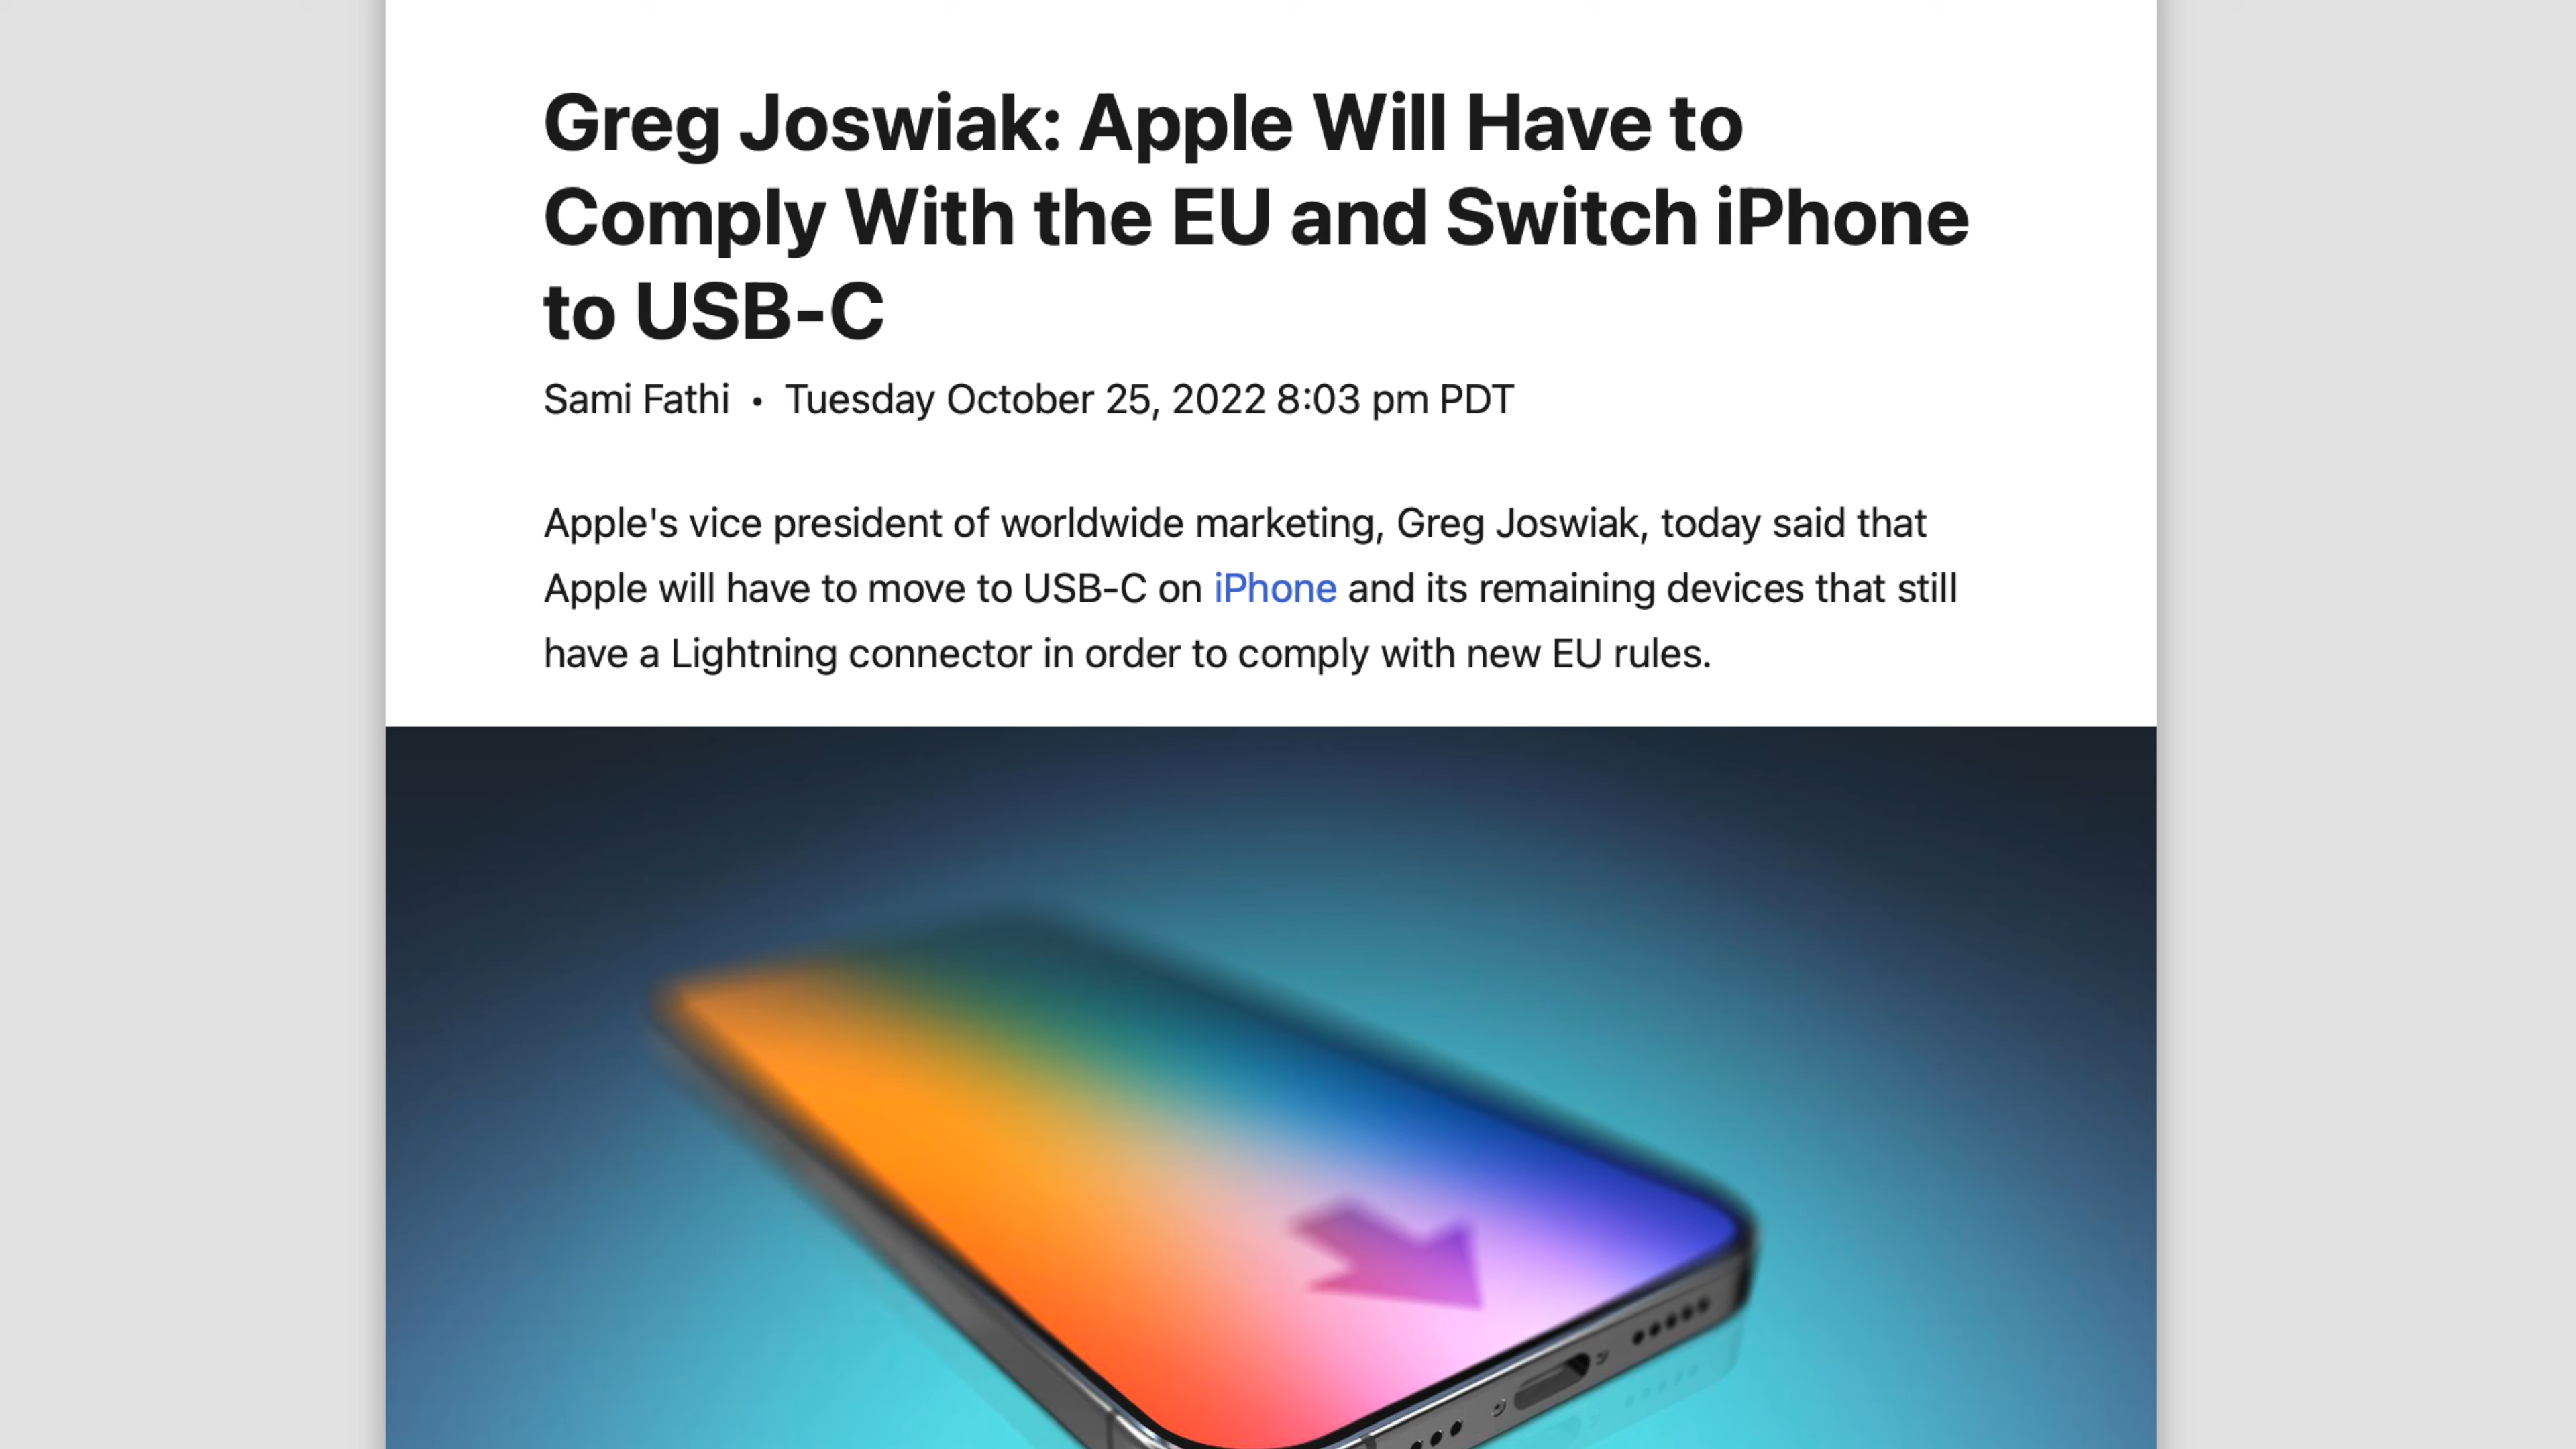 Greg Joswiak: Apple Will Have to
Comply With the EU and Switch iPhone
to USB-C
Sami Fathi • Tuesday October 25, 2022 8:03 pm PDT
Apple's vice president of worldwide marketing, Greg Joswiak, today said that
Apple will have to move to USB-C on iPhone and its remaining devices that still
have a Lightning connector in order to comply with new EU rules.